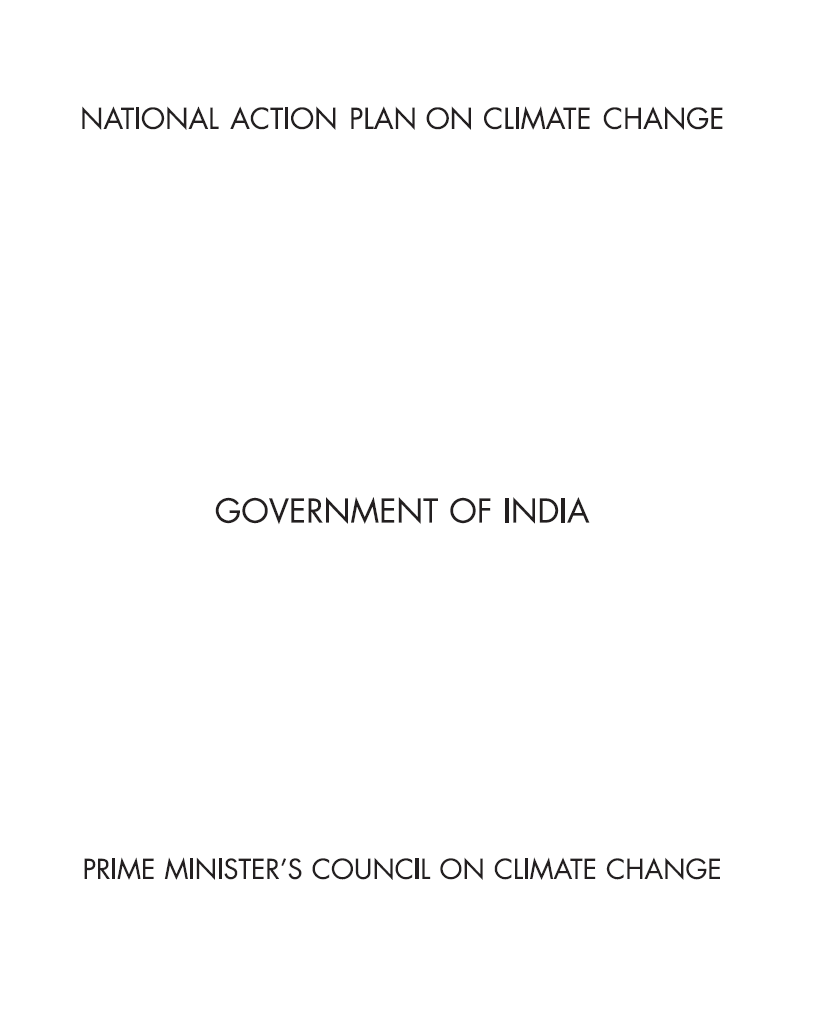 NATIONAL ACTION PLAN ON CLIMATE CHANGE
GOVERNMENT OF INDIA
PRIME MINISTER’S COUNCIL ON CLIMATE CHANGE